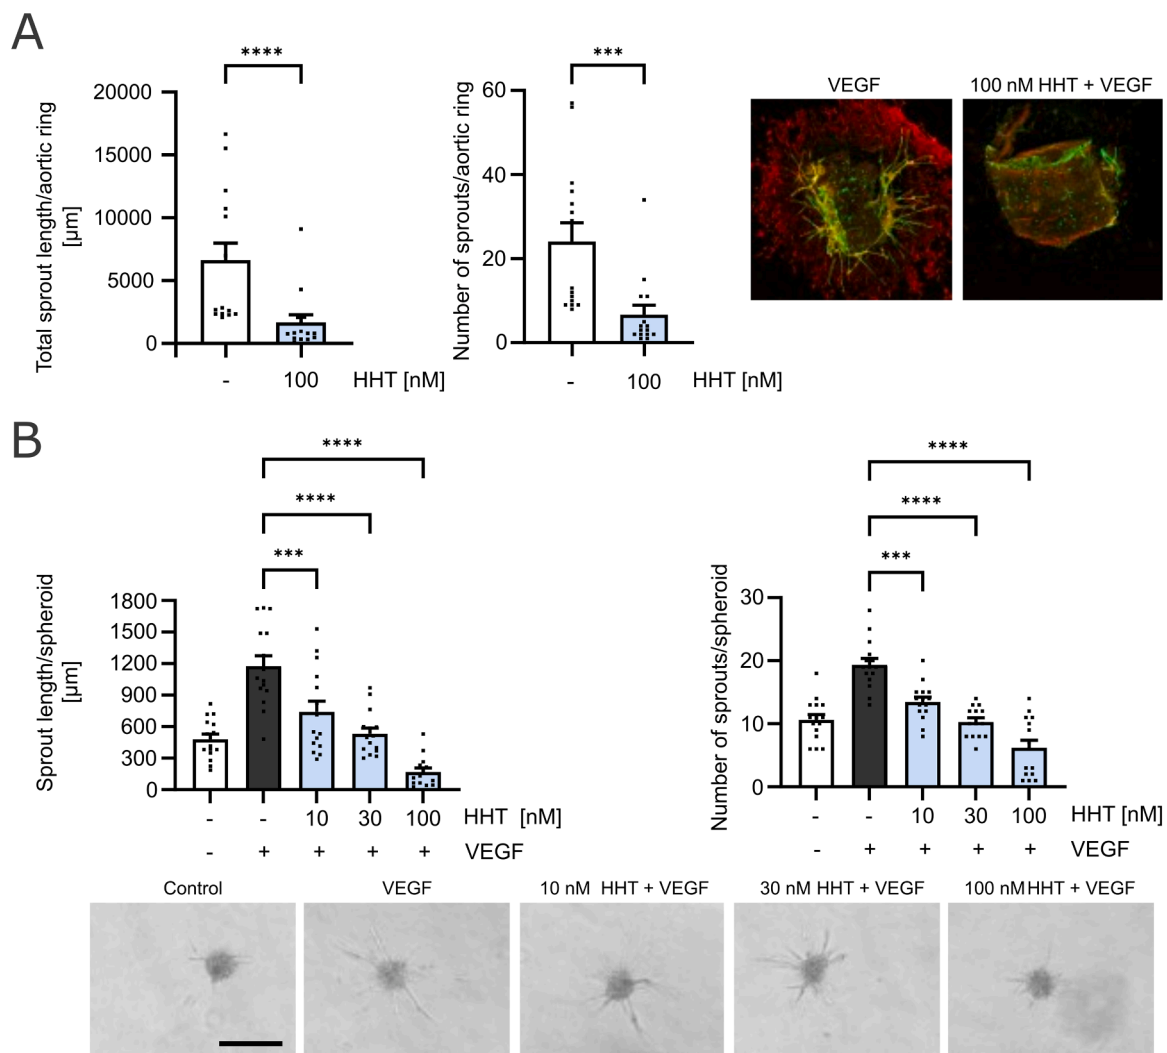 A
****
***
20000
15000
10000
5000
0
Total sprout length/aortic ring
[µm]
-
100
HHT [nM]
60
40
20
0
Number of sprouts/aortic ring
-
100
HHT [nM]
VEGF
100 nM HHT + VEGF
B
****
****
***
1800
1500
1200
900
600
300
0
Sprout length/spheroid
[µm]
- - 10 30 100 HHT [nM]
- + + + + VEGF
****
****
***
30
20
10
0
Number of sprouts/spheroid
- - 10 30 100 HHT [nM]
- + + + + VEGF
Control
VEGF
10 nM HHT + VEGF
30 nM HHT + VEGF
100 nM HHT + VEGF